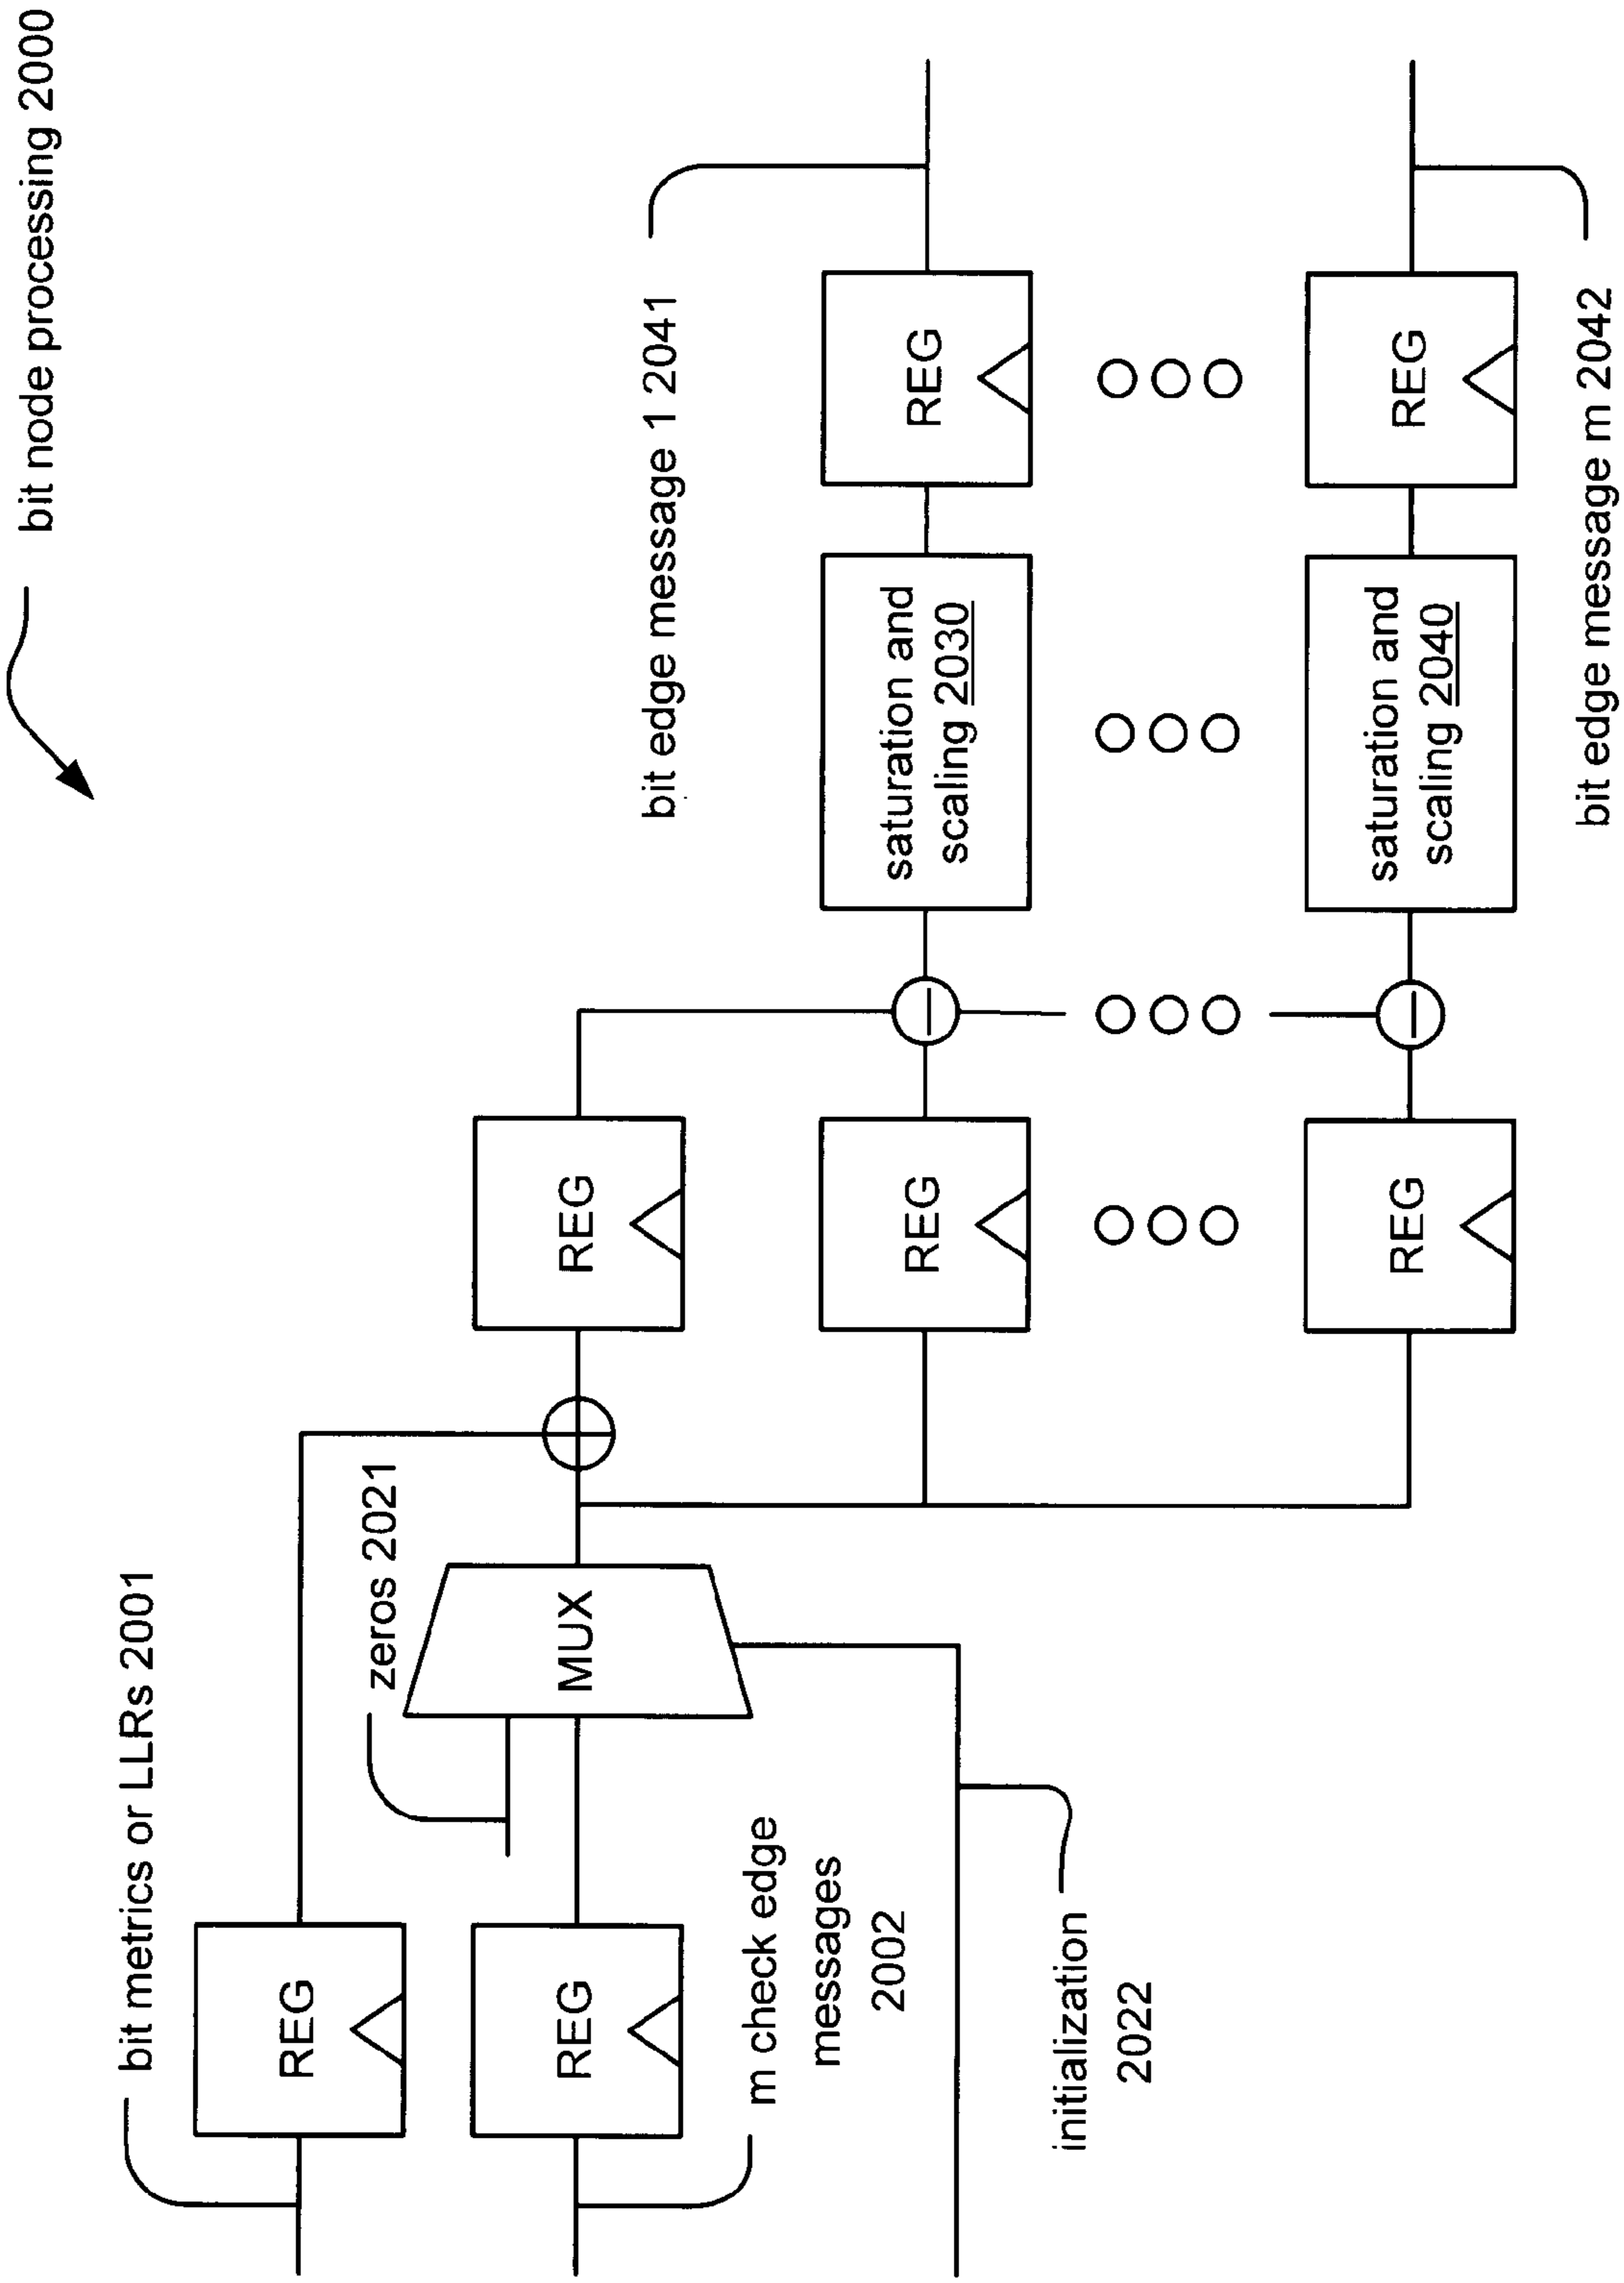 bit node processing 2000
bit metrics or LLRs 2001
REG
zeros 2021
REG
MUX
REG
m check edge
messages
2002
initialization
2022
bit edge message 1 2041
REG
saturation and
scaling 2030
REG
REG
saturation and
scaling 2040
REG
bit edge message m 2042